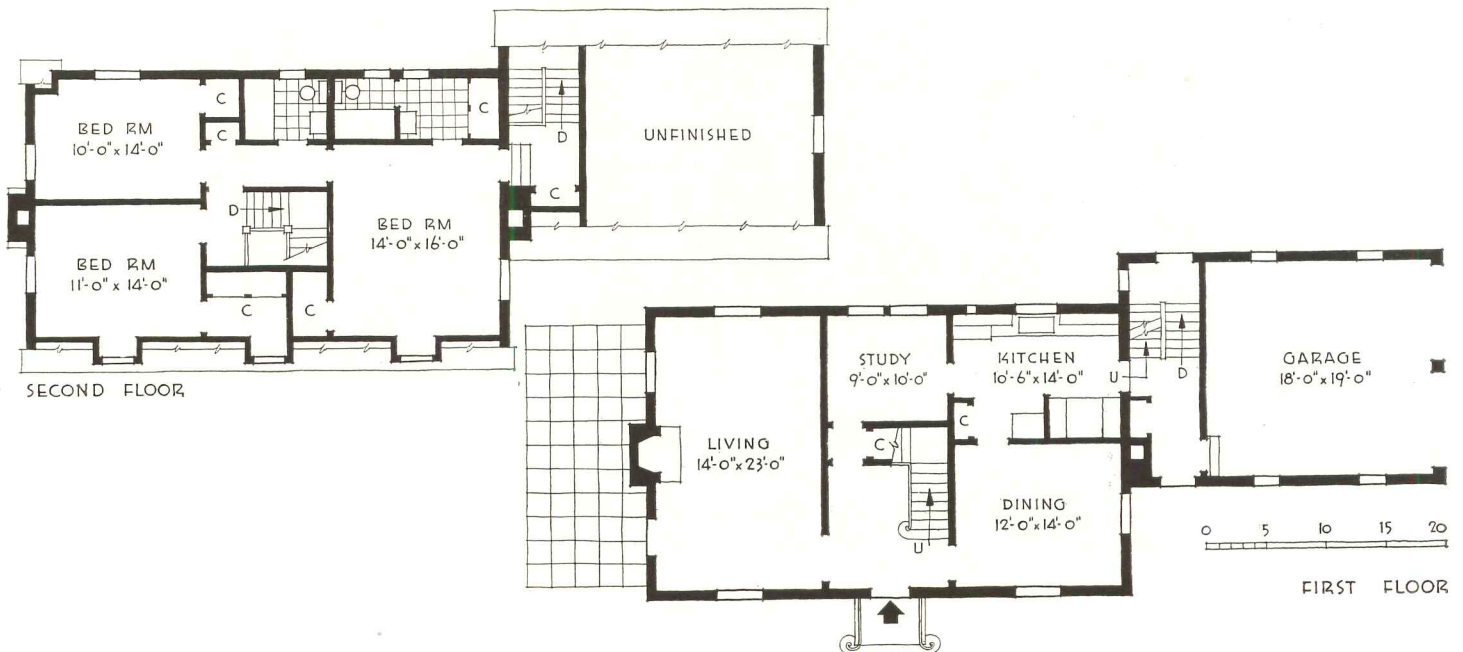 BED RM
10'-0" x 14'-0"
C
C
C
D
UNFINISHED
C
D
BED RM
14'-0" x 16'-0"
BED RM
11'-0" x 14'-0"
C
C
SECOND FLOOR
STUDY
9'-0" x 10'-0"
KITCHEN
10'-6" x 14'-0"
U
D
GARAGE
18'-0" x 19'-0"
C
C
LIVING
14'-0" x 23'-0"
DINING
12'-0" x 14'-0"
U
0 5 10 15 20
FIRST FLOOR